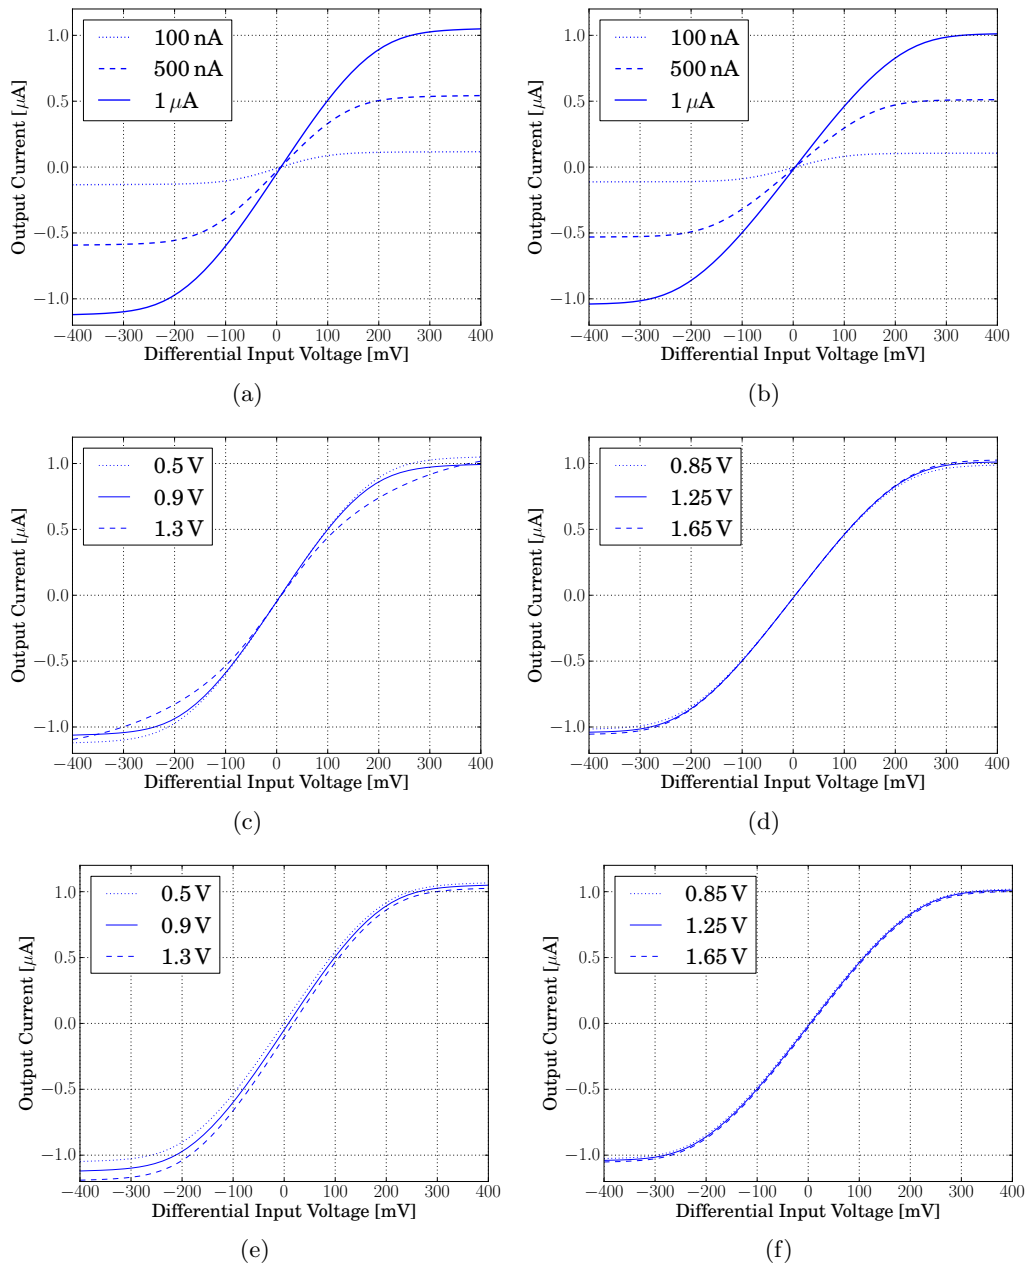 100 nA
500 nA
1 μA
Output Current [μA]
1.0
0.5
0.0
−0.5
−1.0
−400 −300 −200 −100 0 100 200 300 400
Differential Input Voltage [mV]
(a)
100 nA
500 nA
1 μA
Output Current [μA]
1.0
0.5
0.0
−0.5
−1.0
−400 −300 −200 −100 0 100 200 300 400
Differential Input Voltage [mV]
(b)
0.5 V
0.9 V
1.3 V
Output Current [μA]
1.0
0.5
0.0
−0.5
−1.0
−400 −300 −200 −100 0 100 200 300 400
Differential Input Voltage [mV]
(c)
0.85 V
1.25 V
1.65 V
Output Current [μA]
1.0
0.5
0.0
−0.5
−1.0
−400 −300 −200 −100 0 100 200 300 400
Differential Input Voltage [mV]
(d)
0.5 V
0.9 V
1.3 V
Output Current [μA]
1.0
0.5
0.0
−0.5
−1.0
−400 −300 −200 −100 0 100 200 300 400
Differential Input Voltage [mV]
(e)
0.85 V
1.25 V
1.65 V
Output Current [μA]
1.0
0.5
0.0
−0.5
−1.0
−400 −300 −200 −100 0 100 200 300 400
Differential Input Voltage [mV]
(f)